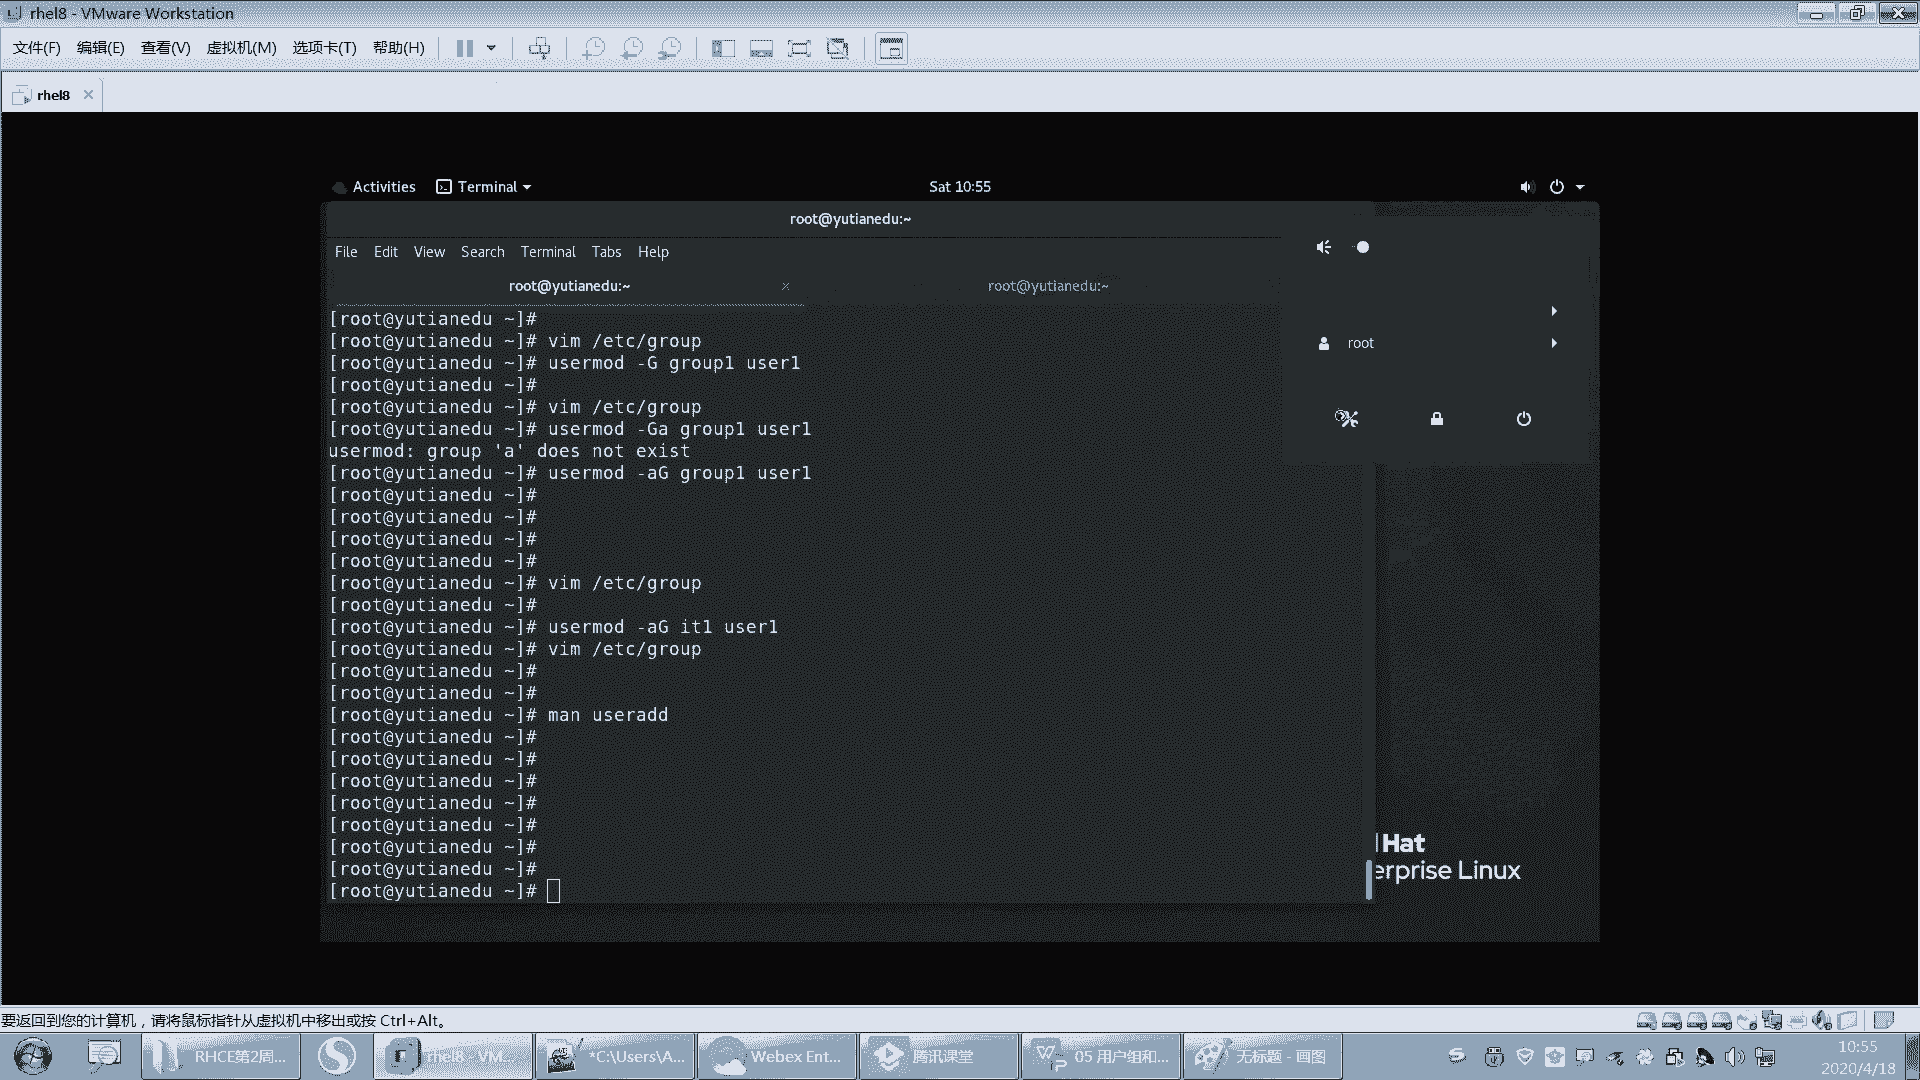 rhel8 - VMware Workstation
文件(F) 编辑(E) 查看(V) 虚拟机(M) 选项卡(T) 帮助(H)
rhel8
Activities Terminal Sat 10:55
root@yutianedu:~
File Edit View Search Terminal Tabs Help
root@yutianedu:~ root@yutianedu:~
[root@yutianedu ~]#
[root@yutianedu ~]# vim /etc/group
[root@yutianedu ~]# usermod -G group1 user1
[root@yutianedu ~]#
[root@yutianedu ~]# vim /etc/group
[root@yutianedu ~]# usermod -Ga group1 user1
usermod: group 'a' does not exist
[root@yutianedu ~]# usermod -aG group1 user1
[root@yutianedu ~]#
[root@yutianedu ~]#
[root@yutianedu ~]#
[root@yutianedu ~]#
[root@yutianedu ~]# vim /etc/group
[root@yutianedu ~]#
[root@yutianedu ~]# usermod -aG it1 user1
[root@yutianedu ~]# vim /etc/group
[root@yutianedu ~]#
[root@yutianedu ~]#
[root@yutianedu ~]# man useradd
[root@yutianedu ~]#
[root@yutianedu ~]#
[root@yutianedu ~]#
[root@yutianedu ~]#
[root@yutianedu ~]#
[root@yutianedu ~]#
[root@yutianedu ~]#
[root@yutianedu ~]#
root
Hat
erprise Linux
要返回到您的计算机，请将鼠标指针从虚拟机中移出或按 Ctrl+Alt。
RHCE第2周... rhel8 - VM... *C:\Users\A... Webex Ent... 腾讯课堂 05 用户组和... 无标题 - 画图
10:55
2020/4/18